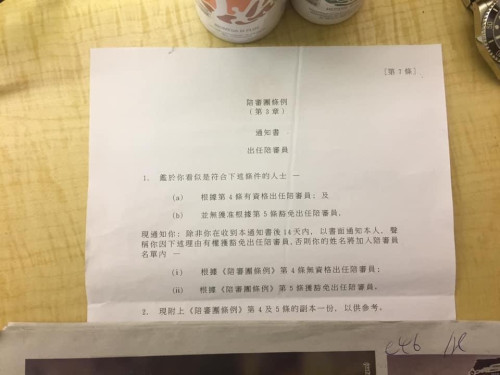 [第 7 條]
陪審團條例
(第 3 章)
通知書
出任陪審員
1. 鑑於你看似是符合下述條件的人士 —
(a) 根據第 4 條有資格出任陪審員; 及
(b) 並無獲准根據第 5 條豁免出任陪審員,
現通知你: 除非你在收到本通知書後 14天內, 以書面通知本人, 聲
稱你因下述理由有權獲豁免出任陪審員,否則你的姓名將加入陪審員
名單內 —
(i) 根據《陪審團條例》第 4 條無資格出任陪審員;
(ii) 根據《陪審團條例》第 5 條獲豁免出任陪審員。
2. 現附上《陪審團條例》第 4 及 5 條的副本一份, 以供參考。